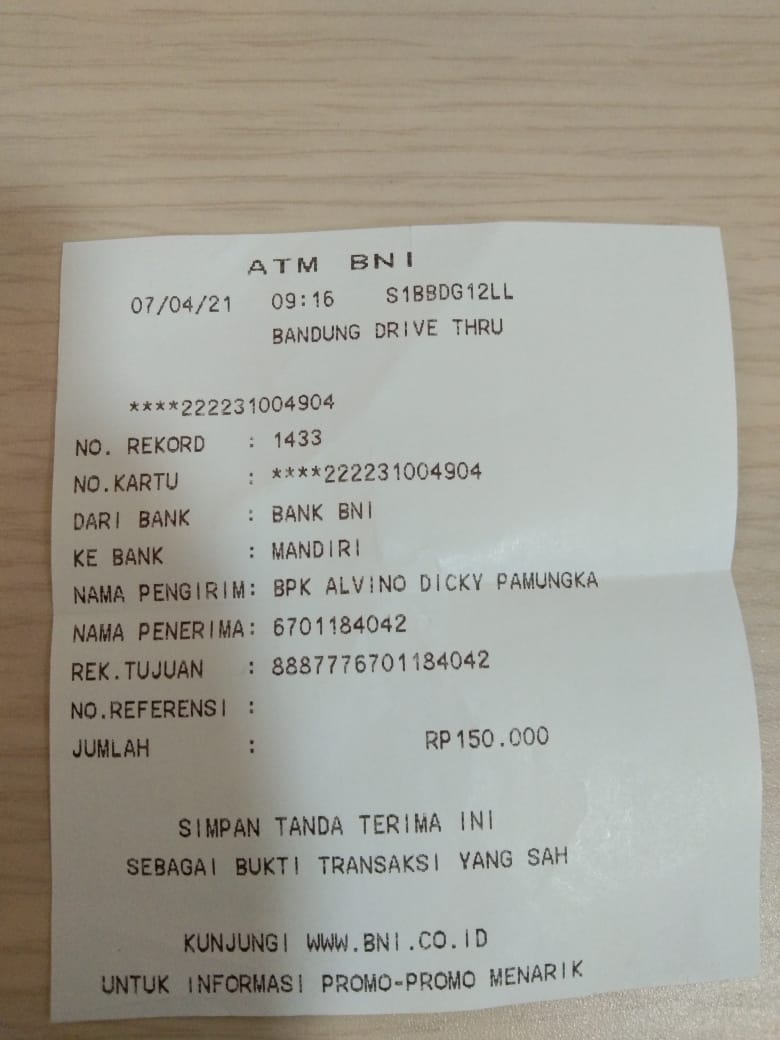 ATM BNI
07/04/21 09:16 S1BBDG12LL
BANDUNG DRIVE THRU
****222231004904
NO. REKORD : 1433
NO.KARTU : ****222231004904
DARI BANK : BANK BNI
KE BANK : MANDIRI
NAMA PENGIRIM: BPK ALVINO DICKY PAMUNGKA
NAMA PENERIMA: 6701184042
REK.TUJUAN : 8887776701184042
NO.REFERENSI :
JUMLAH : RP150.000
SIMPAN TANDA TERIMA INI
SEBAGAI BUKTI TRANSAKSI YANG SAH
KUNJUNGI WWW.BNI.CO.ID
UNTUK INFORMASI PROMO-PROMO MENARIK